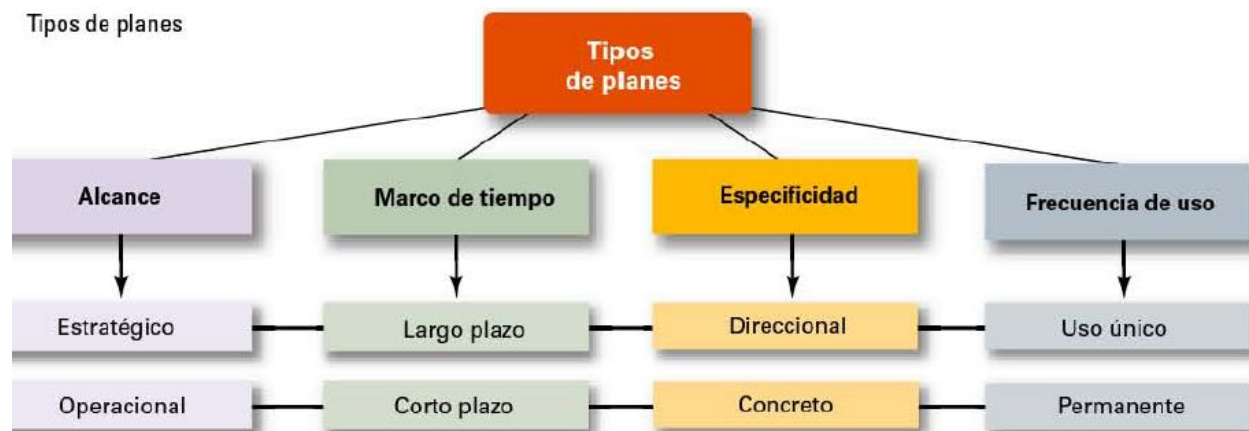 Tipos de planes
Tipos
de planes
Alcance
Marco de tiempo
Especificidad
Frecuencia de uso
Estratégico
Largo plazo
Direccional
Uso único
Operacional
Corto plazo
Concreto
Permanente